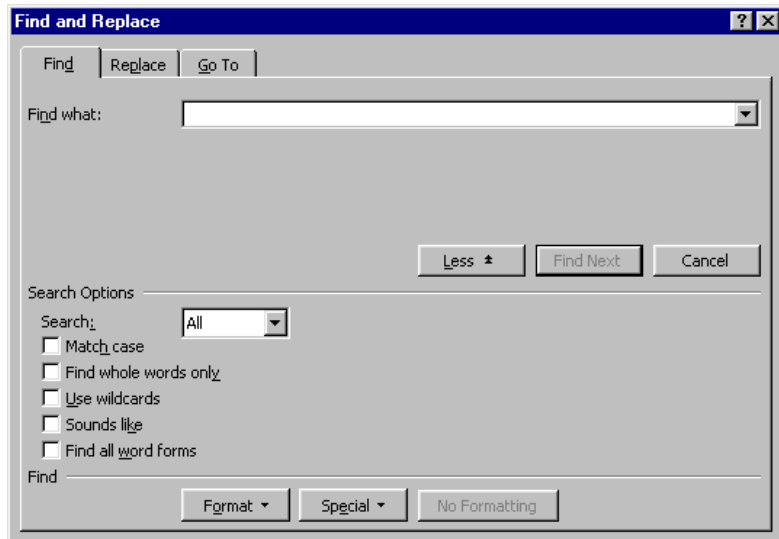 Find and Replace
Find Replace Go To
Find what:
Less Find Next Cancel
Search Options
Search: All
Match case
Find whole words only
Use wildcards
Sounds like
Find all word forms
Find
Format Special No Formatting